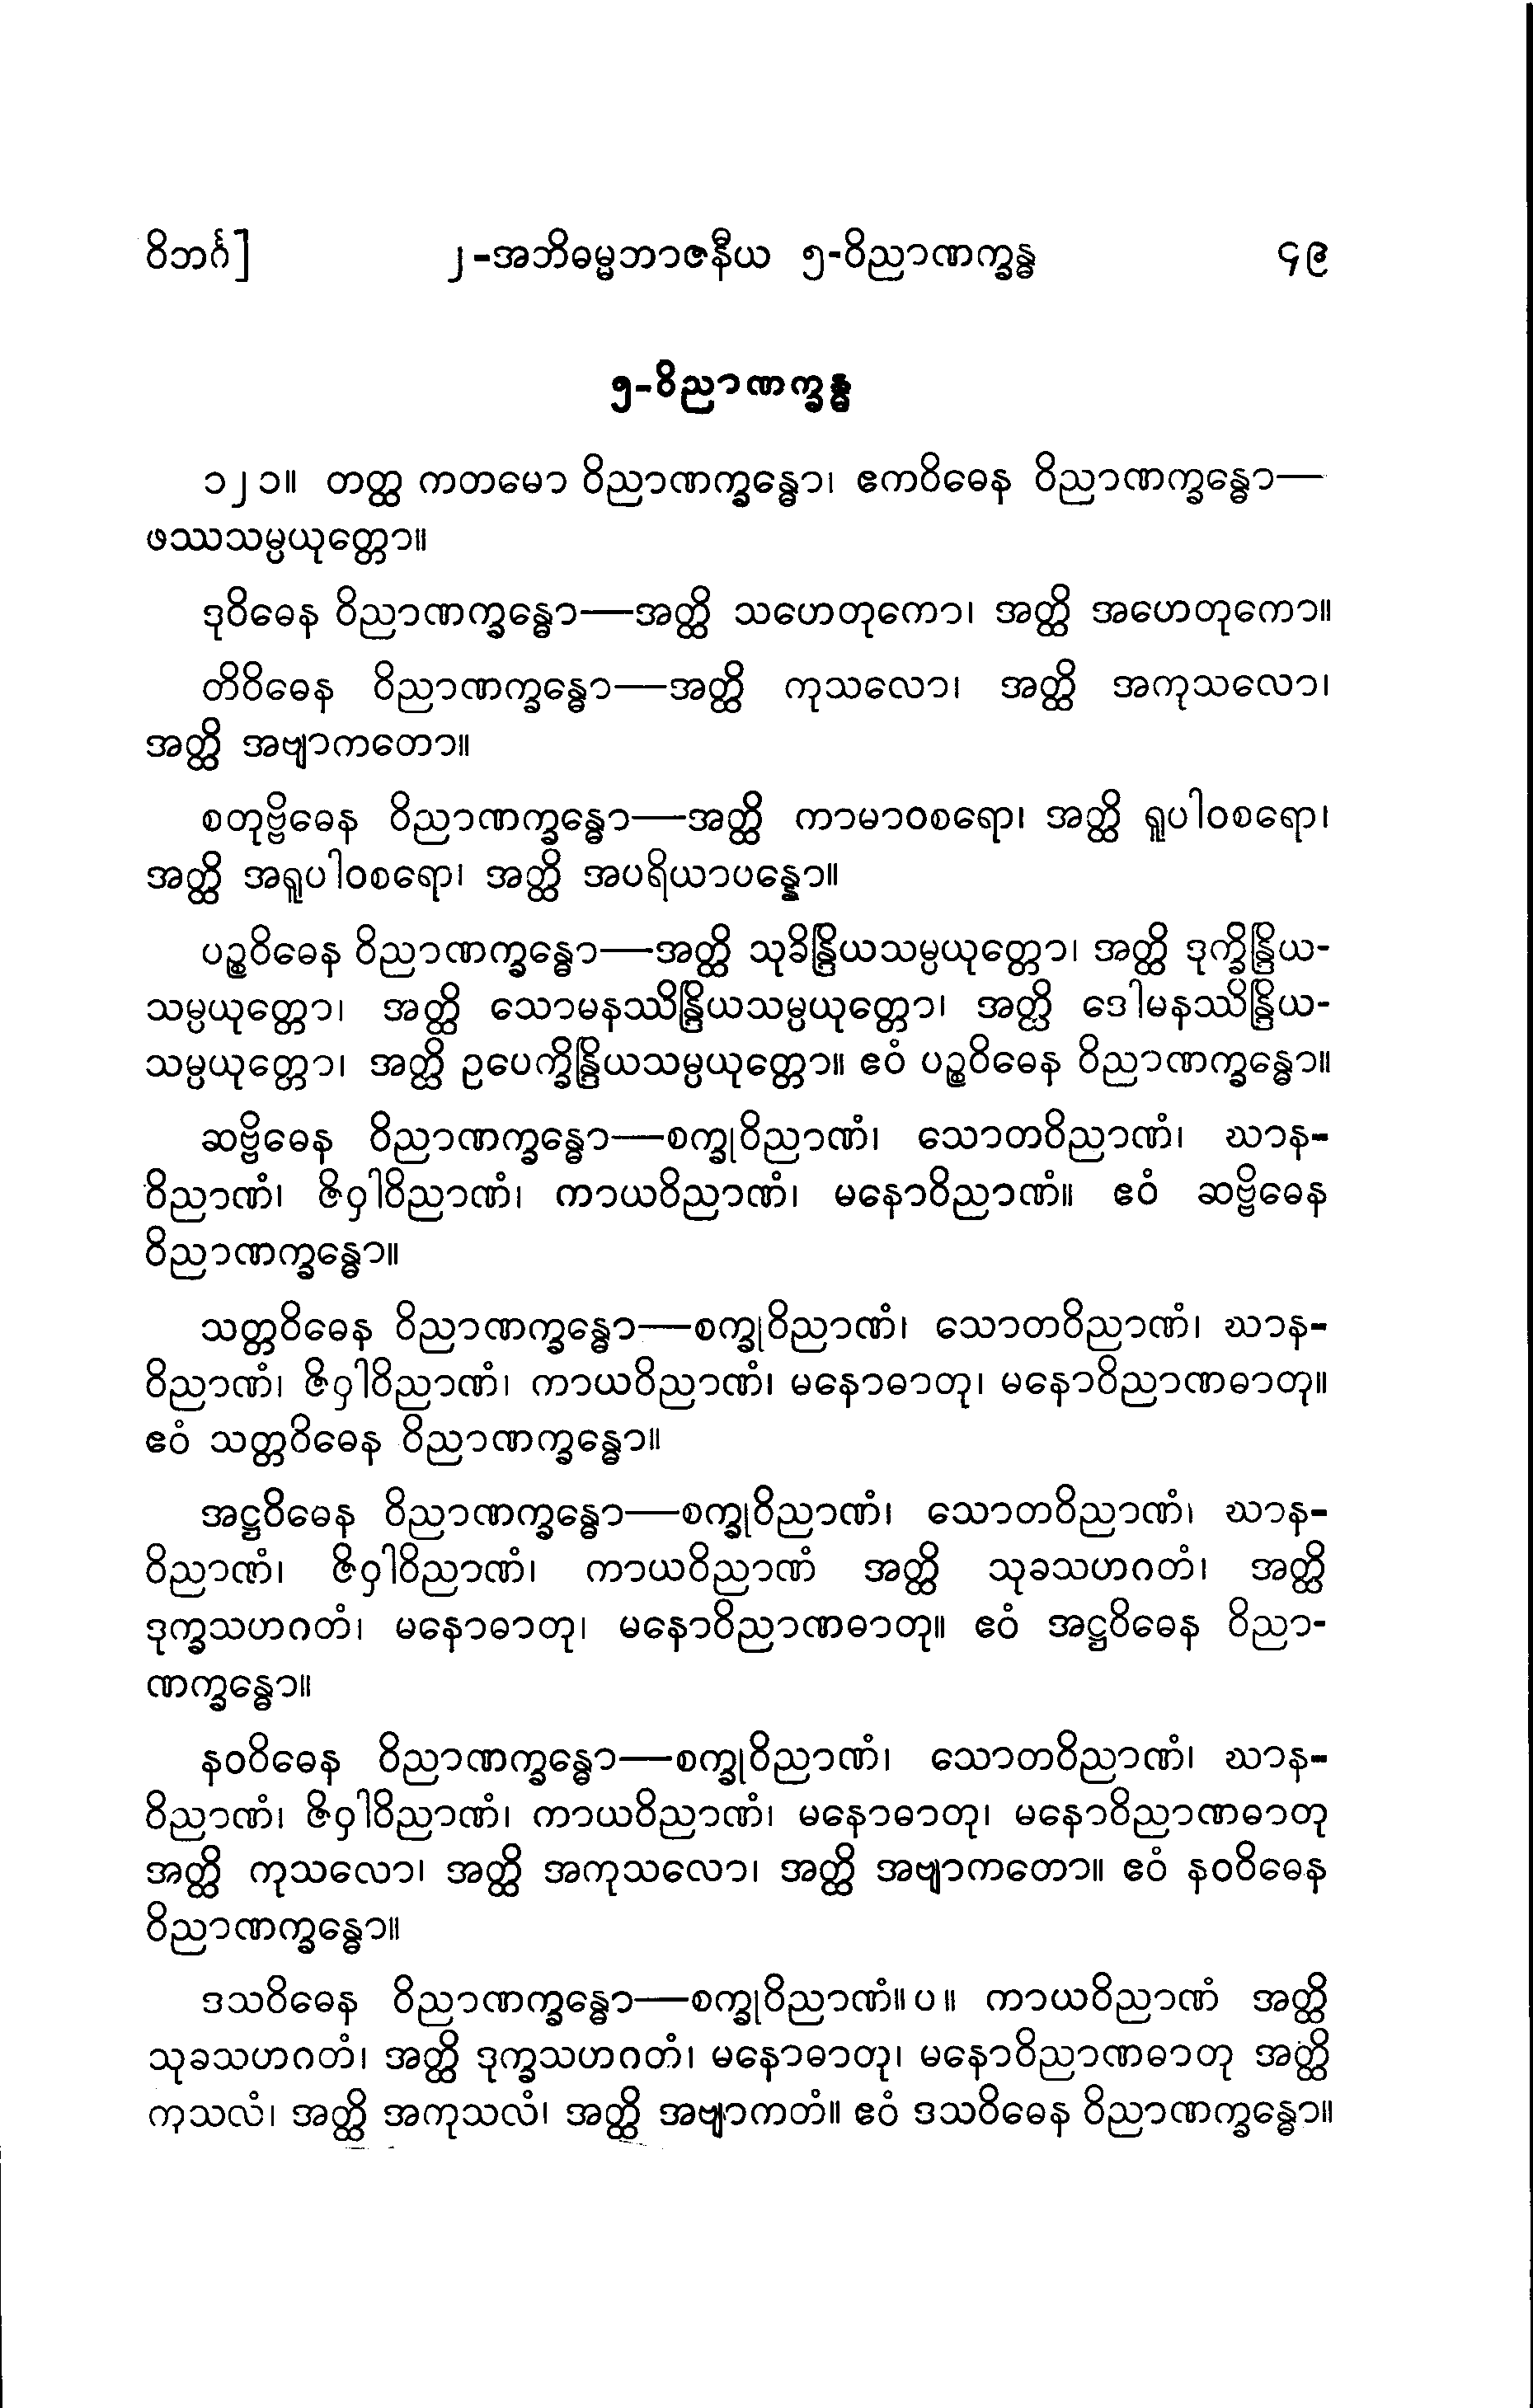 ဝိဘင်္ဂ] ၂-အဘိဓမ္မဘာဇနီယ ၅-ဝိညာဏက္ခန္ဓ ၄၉
၅-ဝိညာဏက္ခန္ဓ
၁၂၁။ တတ္ထ ကတမော ဝိညာဏက္ခန္ဓော၊ ဧကဝိဓေန ဝိညာဏက္ခန္ဓော—
ဖဿသမ္ပယုတ္တော။
ဒုဝိဓေန ဝိညာဏက္ခန္ဓော—အတ္ထိ သဟေတုကော၊ အတ္ထိ အဟေတုကော။
တိဝိဓေန ဝိညာဏက္ခန္ဓော—အတ္ထိ ကုသလော၊ အတ္ထိ အကုသလော၊
အတ္ထိ အဗျာကတော။
စတုဗ္ဗိဓေန ဝိညာဏက္ခန္ဓော—အတ္ထိ ကာမာဝစရော၊ အတ္ထိ ရူပါဝစရော၊
အတ္ထိ အရူပါဝစရော၊ အတ္ထိ အပရိယာပန္နော။
ပဉ္စဝိဓေန ဝိညာဏက္ခန္ဓော—အတ္ထိ သုခိန္ဒြိယသမ္ပယုတ္တော၊ အတ္ထိ ဒုက္ခိန္ဒြိယ-
သမ္ပယုတ္တော၊ အတ္ထိ သောမနဿိန္ဒြိယသမ္ပယုတ္တော၊ အတ္ထိ ဒေါမနဿိန္ဒြိယ-
သမ္ပယုတ္တော၊ အတ္ထိ ဥပေက္ခိန္ဒြိယသမ္ပယုတ္တော။ ဧဝံ ပဉ္စဝိဓေန ဝိညာဏက္ခန္ဓော။
ဆဗ္ဗိဓေန ဝိညာဏက္ခန္ဓော—စက္ခုဝိညာဏံ၊ သောတဝိညာဏံ၊ ဃာန-
ဝိညာဏံ၊ ဇိဝှါဝိညာဏံ၊ ကာယဝိညာဏံ၊ မနောဝိညာဏံ။ ဧဝံ ဆဗ္ဗိဓေန
ဝိညာဏက္ခန္ဓော။
သတ္တဝိဓေန ဝိညာဏက္ခန္ဓော—စက္ခုဝိညာဏံ၊ သောတဝိညာဏံ၊ ဃာန-
ဝိညာဏံ၊ ဇိဝှါဝိညာဏံ၊ ကာယဝိညာဏံ၊ မနောဓာတု၊ မနောဝိညာဏဓာတု။
ဧဝံ သတ္တဝိဓေန ဝိညာဏက္ခန္ဓော။
အဋ္ဌဝိဓေန ဝိညာဏက္ခန္ဓော—စက္ခုဝိညာဏံ၊ သောတဝိညာဏံ၊ ဃာန-
ဝိညာဏံ၊ ဇိဝှါဝိညာဏံ၊ ကာယဝိညာဏံ အတ္ထိ သုခသဟဂတံ၊ အတ္ထိ
ဒုက္ခသဟဂတံ၊ မနောဓာတု၊ မနောဝိညာဏဓာတု။ ဧဝံ အဋ္ဌဝိဓေန ဝိညာ-
ဏက္ခန္ဓော။
နဝဝိဓေန ဝိညာဏက္ခန္ဓော—စက္ခုဝိညာဏံ၊ သောတဝိညာဏံ၊ ဃာန-
ဝိညာဏံ၊ ဇိဝှါဝိညာဏံ၊ ကာယဝိညာဏံ၊ မနောဓာတု၊ မနောဝိညာဏဓာတု
အတ္ထိ ကုသလော၊ အတ္ထိ အကုသလော၊ အတ္ထိ အဗျာကတော။ ဧဝံ နဝဝိဓေန
ဝိညာဏက္ခန္ဓော။
ဒသဝိဓေန ဝိညာဏက္ခန္ဓော—စက္ခုဝိညာဏံ။ပ။ ကာယဝိညာဏံ အတ္ထိ
သုခသဟဂတံ၊ အတ္ထိ ဒုက္ခသဟဂတံ၊ မနောဓာတု၊ မနောဝိညာဏဓာတု အတ္ထိ
ကုသလံ၊ အတ္ထိ အကုသလံ၊ အတ္ထိ အဗျာကတံ။ ဧဝံ ဒသဝိဓေန ဝိညာဏက္ခန္ဓော။